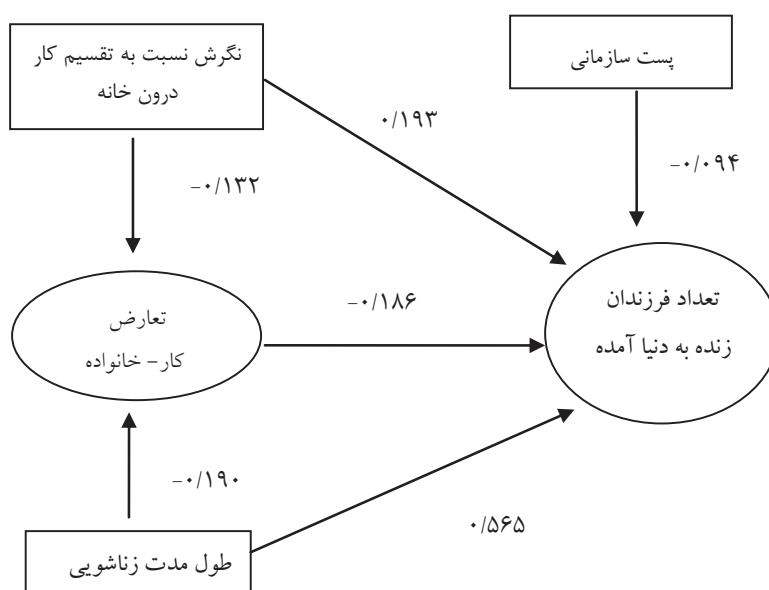 نگرش نسبت به تقسیم کار
درون خانه
پست سازمانی
۰/۱۹۳
-۰/۰۹۴
-۰/۱۳۲
تعارض
کار- خانواده
-۰/۱۸۶
تعداد فرزندان
زنده به دنیا آمده
-۰/۱۹۰
۰/۵۶۵
طول مدت زناشویی